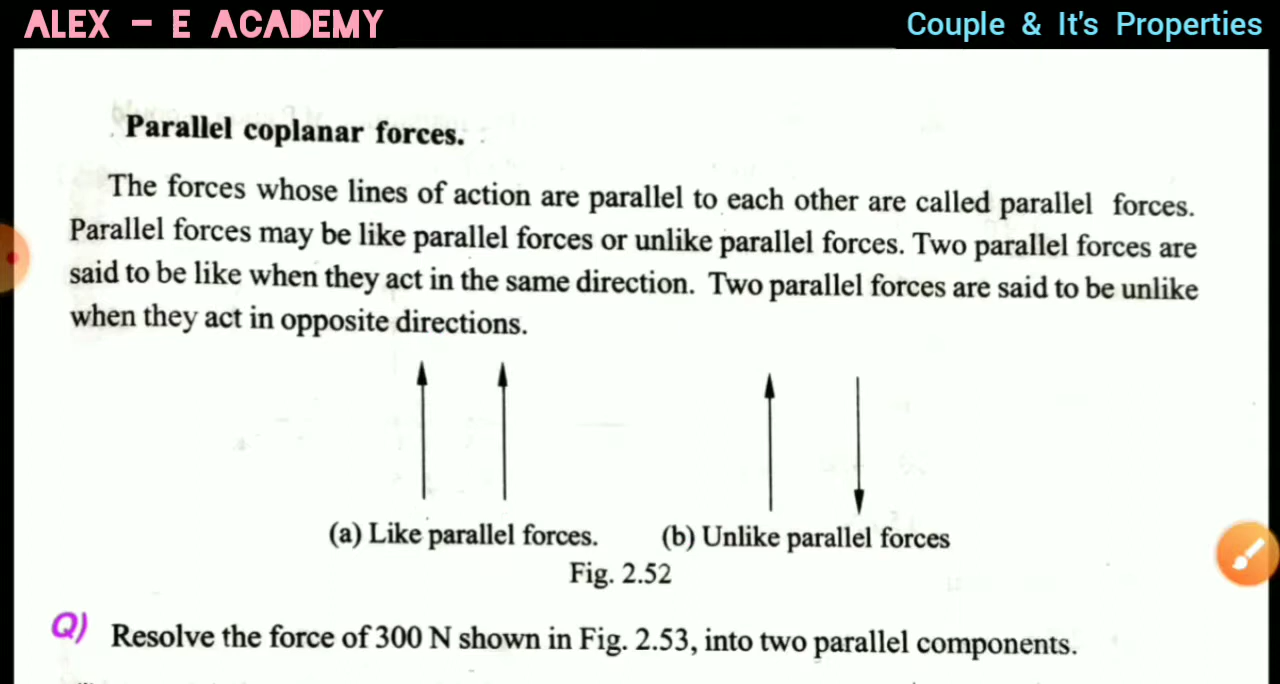 ALEX - E ACADEMY
Couple & It's Properties
Parallel coplanar forces.
The forces whose lines of action are parallel to each other are called parallel forces.
Parallel forces may be like parallel forces or unlike parallel forces. Two parallel forces are
said to be like when they act in the same direction. Two parallel forces are said to be unlike
when they act in opposite directions.
(a) Like parallel forces.
(b) Unlike parallel forces
Fig. 2.52
Q) Resolve the force of 300 N shown in Fig. 2.53, into two parallel components.